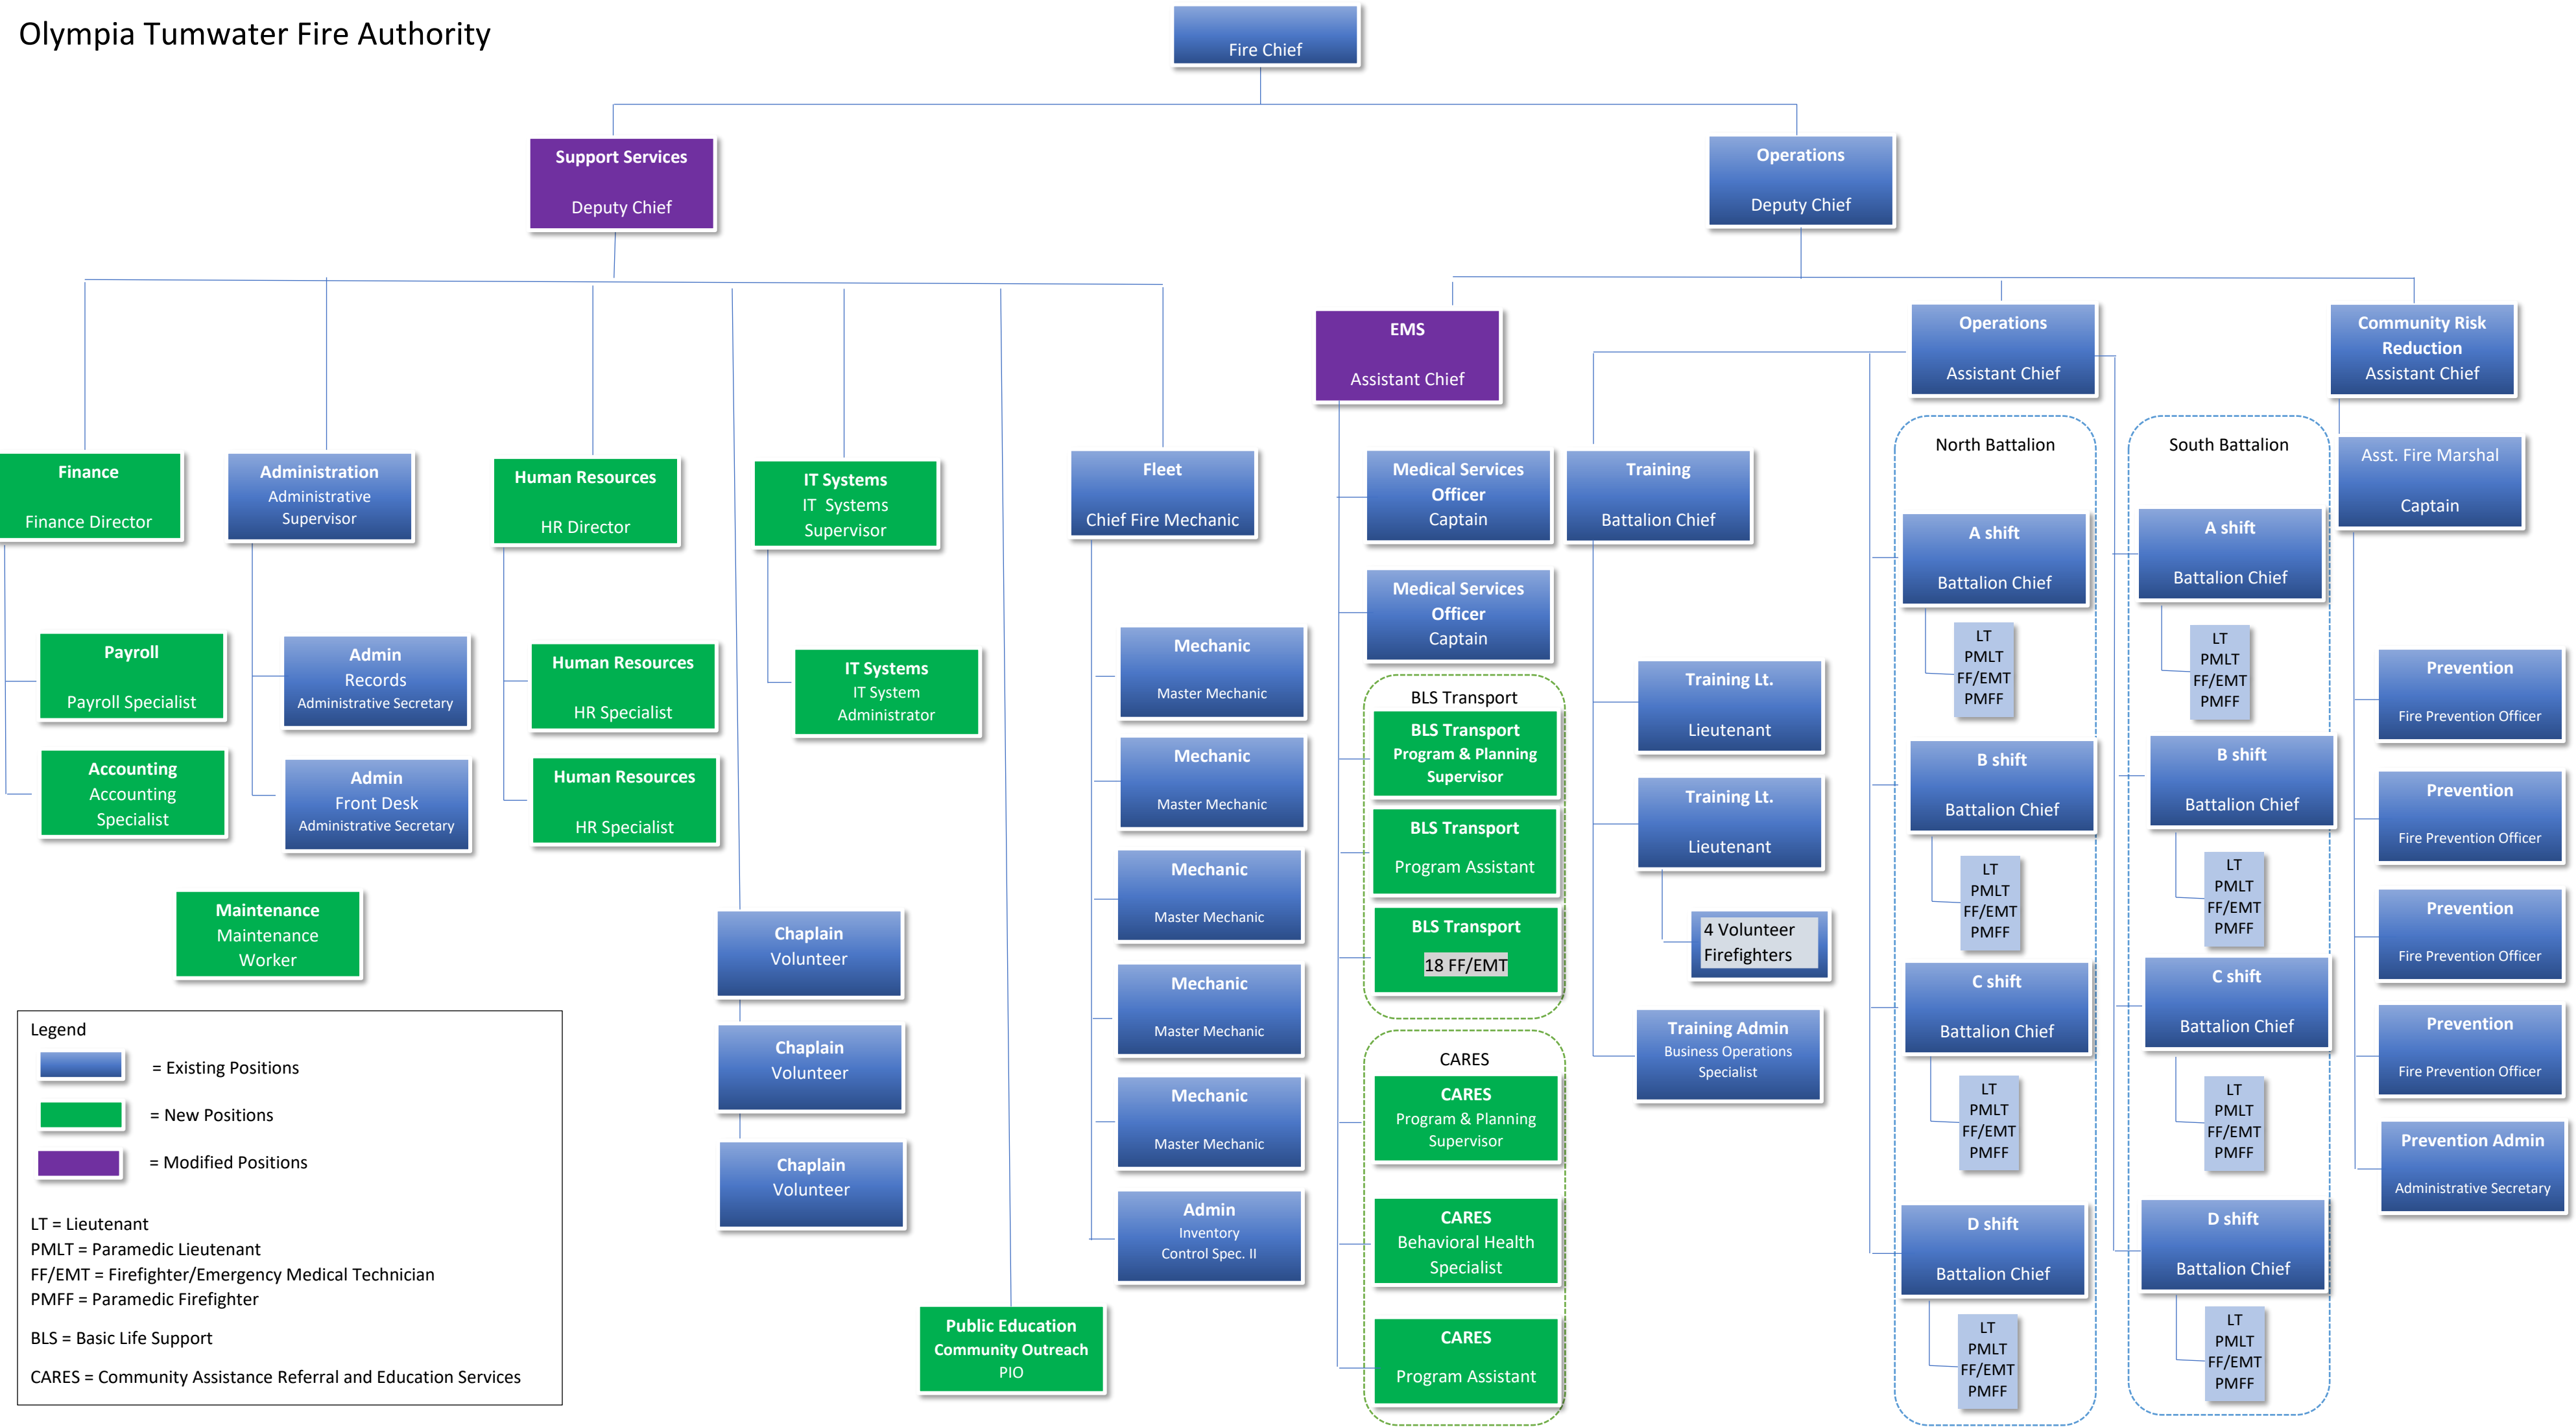 Olympia Tumwater Fire Authority
Fire Chief
Support Services
Deputy Chief
Operations
Deputy Chief
Finance
Finance Director
Payroll
Payroll Specialist
Accounting
Accounting
Specialist
Administration
Administrative
Supervisor
Admin
Records
Administrative Secretary
Admin
Front Desk
Administrative Secretary
Maintenance
Maintenance
Worker
Human Resources
HR Director
Human Resources
HR Specialist
Human Resources
HR Specialist
Chaplain
Volunteer
Chaplain
Volunteer
Chaplain
Volunteer
IT Systems
IT Systems
Supervisor
IT Systems
IT System
Administrator
Public Education
Community Outreach
PIO
Fleet
Chief Fire Mechanic
Mechanic
Master Mechanic
Mechanic
Master Mechanic
Mechanic
Master Mechanic
Mechanic
Master Mechanic
Mechanic
Master Mechanic
Admin
Inventory
Control Spec. II
EMS
Assistant Chief
Medical Services
Officer
Captain
Medical Services
Officer
Captain
BLS Transport
BLS Transport
Program & Planning
Supervisor
BLS Transport
Program Assistant
BLS Transport
18 FF/EMT
CARES
CARES
Program & Planning
Supervisor
CARES
Behavioral Health
Specialist
CARES
Program Assistant
Operations
Assistant Chief
Training
Battalion Chief
Training Lt.
Lieutenant
Training Lt.
Lieutenant
4 Volunteer
Firefighters
Training Admin
Business Operations
Specialist
North Battalion
A shift
Battalion Chief
LT
PMLT
FF/EMT
PMFF
B shift
Battalion Chief
LT
PMLT
FF/EMT
PMFF
C shift
Battalion Chief
LT
PMLT
FF/EMT
PMFF
D shift
Battalion Chief
LT
PMLT
FF/EMT
PMFF
South Battalion
A shift
Battalion Chief
LT
PMLT
FF/EMT
PMFF
B shift
Battalion Chief
LT
PMLT
FF/EMT
PMFF
C shift
Battalion Chief
LT
PMLT
FF/EMT
PMFF
D shift
Battalion Chief
LT
PMLT
FF/EMT
PMFF
Community Risk
Reduction
Assistant Chief
Asst. Fire Marshal
Captain
Prevention
Fire Prevention Officer
Prevention
Fire Prevention Officer
Prevention
Fire Prevention Officer
Prevention
Fire Prevention Officer
Prevention Admin
Administrative Secretary
Legend
= Existing Positions
= New Positions
= Modified Positions
LT = Lieutenant
PMLT = Paramedic Lieutenant
FF/EMT = Firefighter/Emergency Medical Technician
PMFF = Paramedic Firefighter
BLS = Basic Life Support
CARES = Community Assistance Referral and Education Services